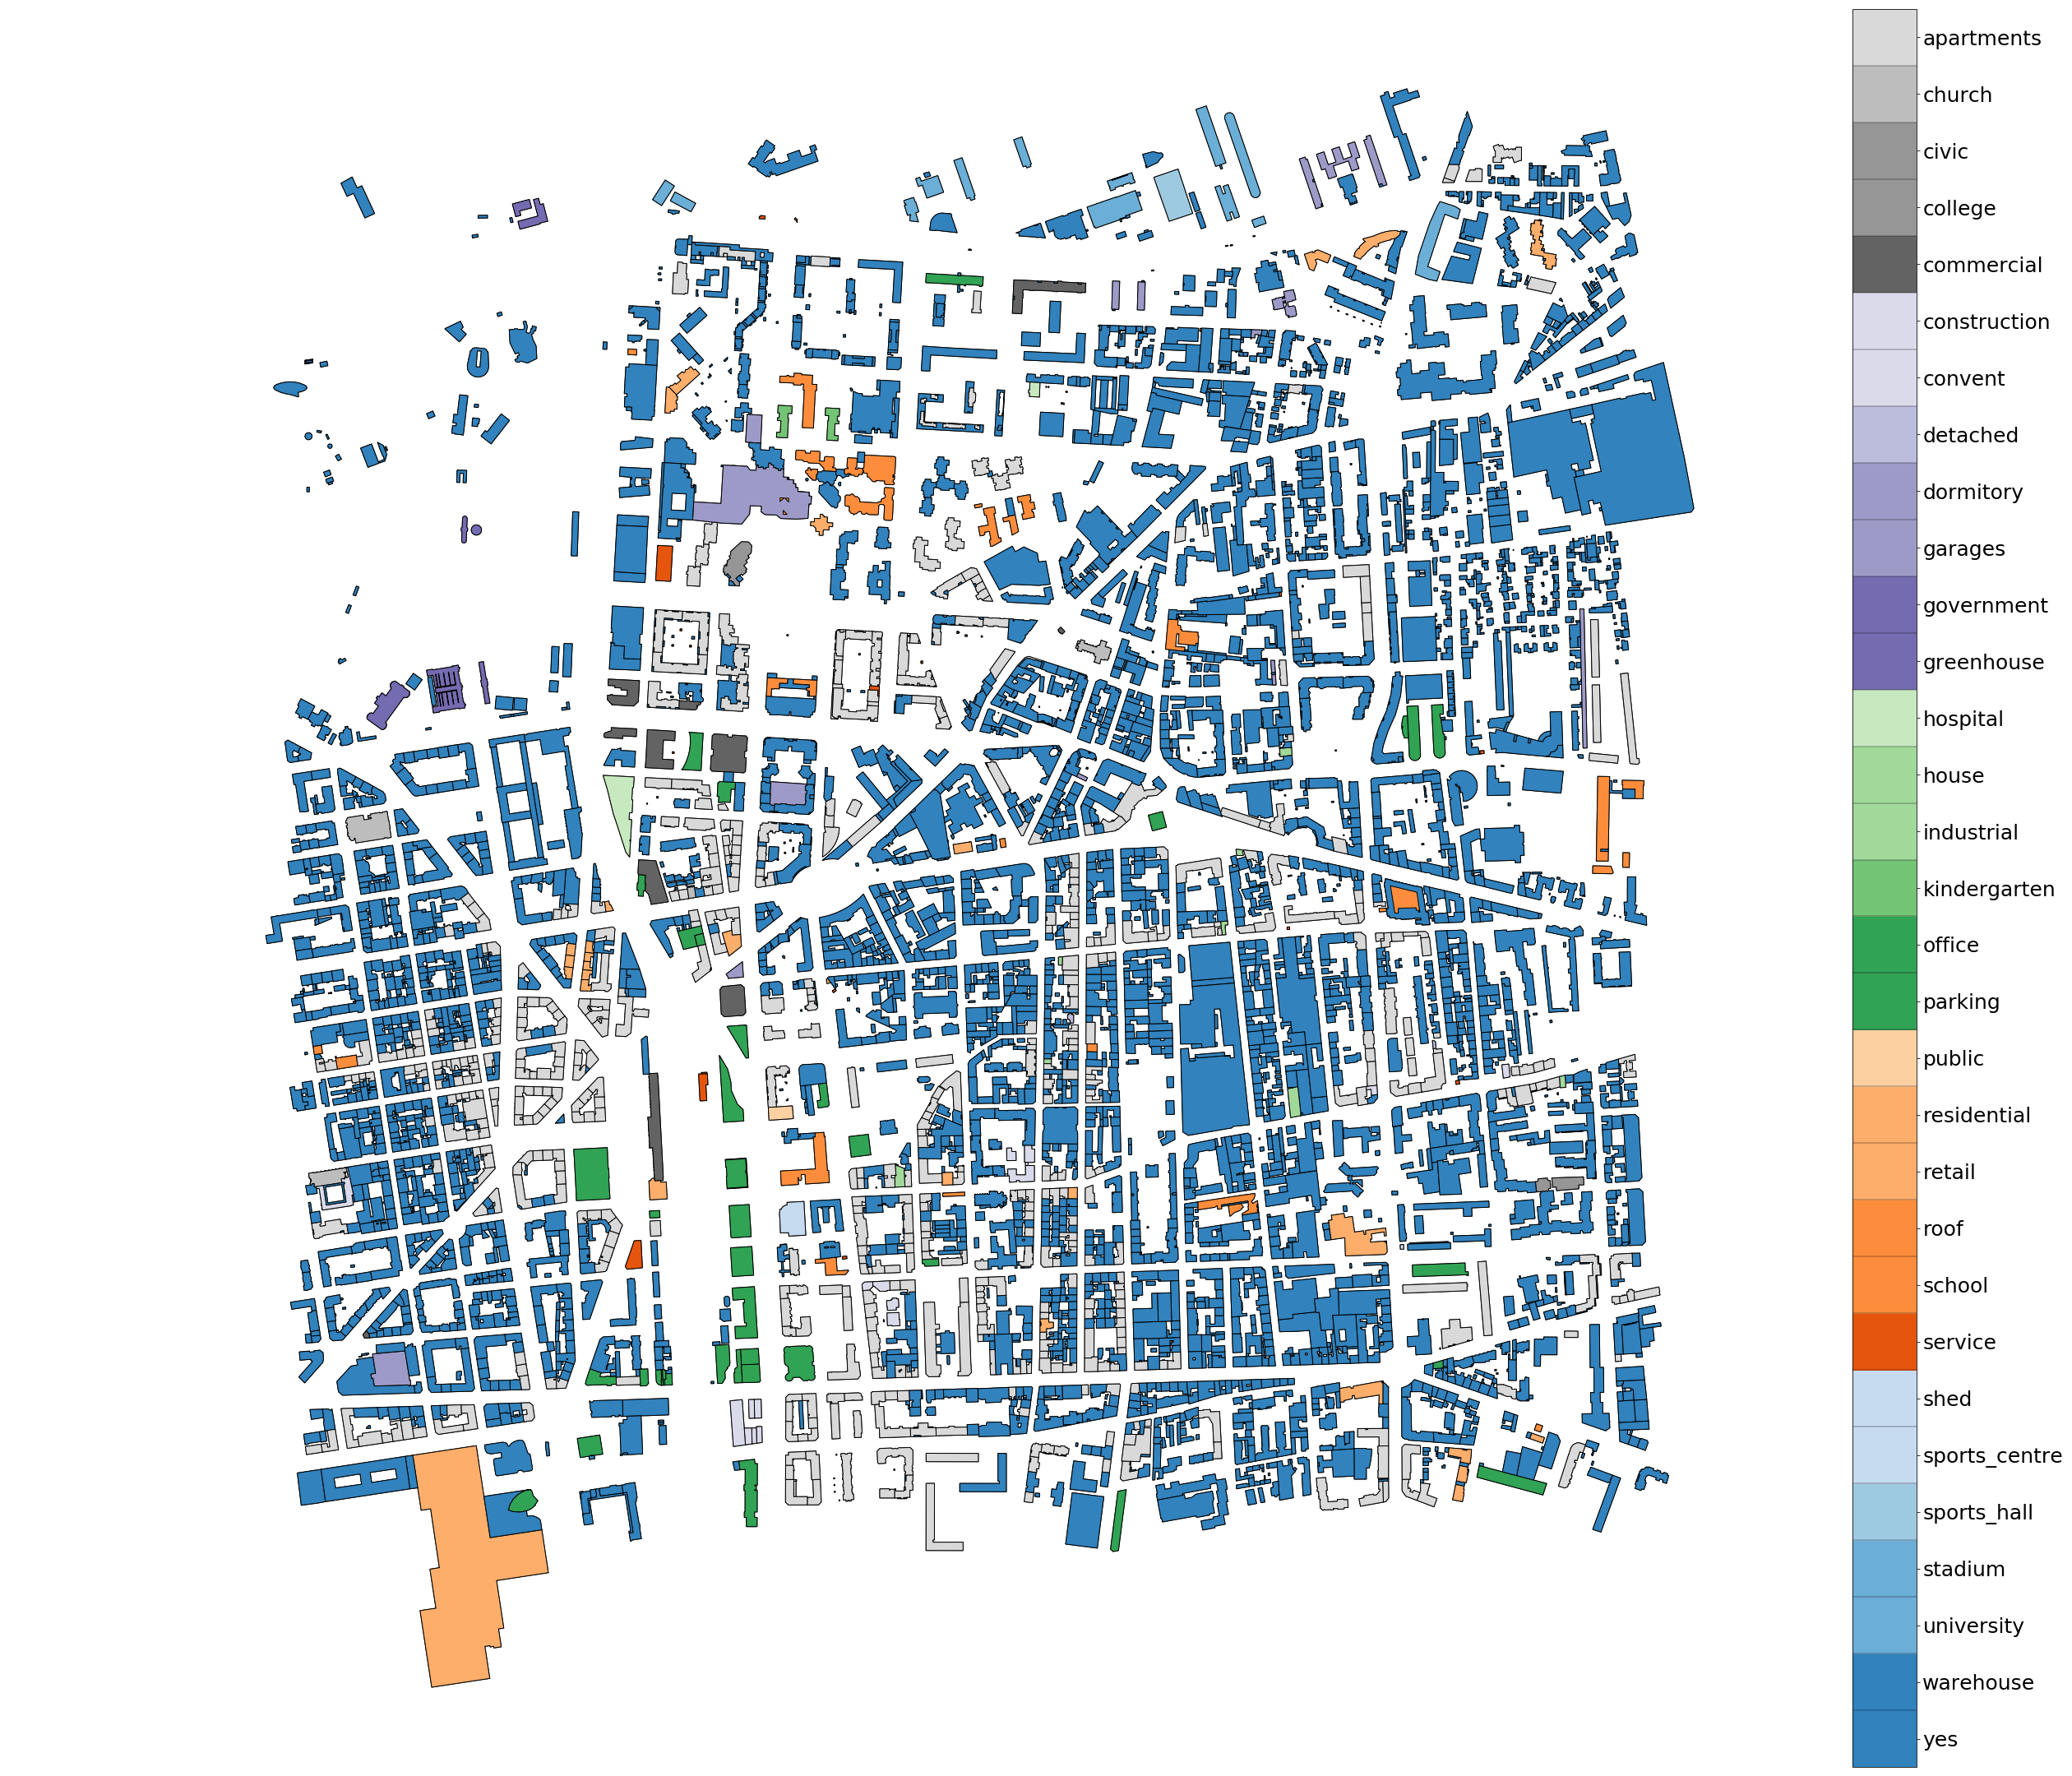 apartments
church
civic
college
commercial
construction
convent
detached
dormitory
garages
government
greenhouse
hospital
house
industrial
kindergarten
office
parking
public
residential
retail
roof
school
service
shed
sports_centre
sports_hall
stadium
university
warehouse
yes